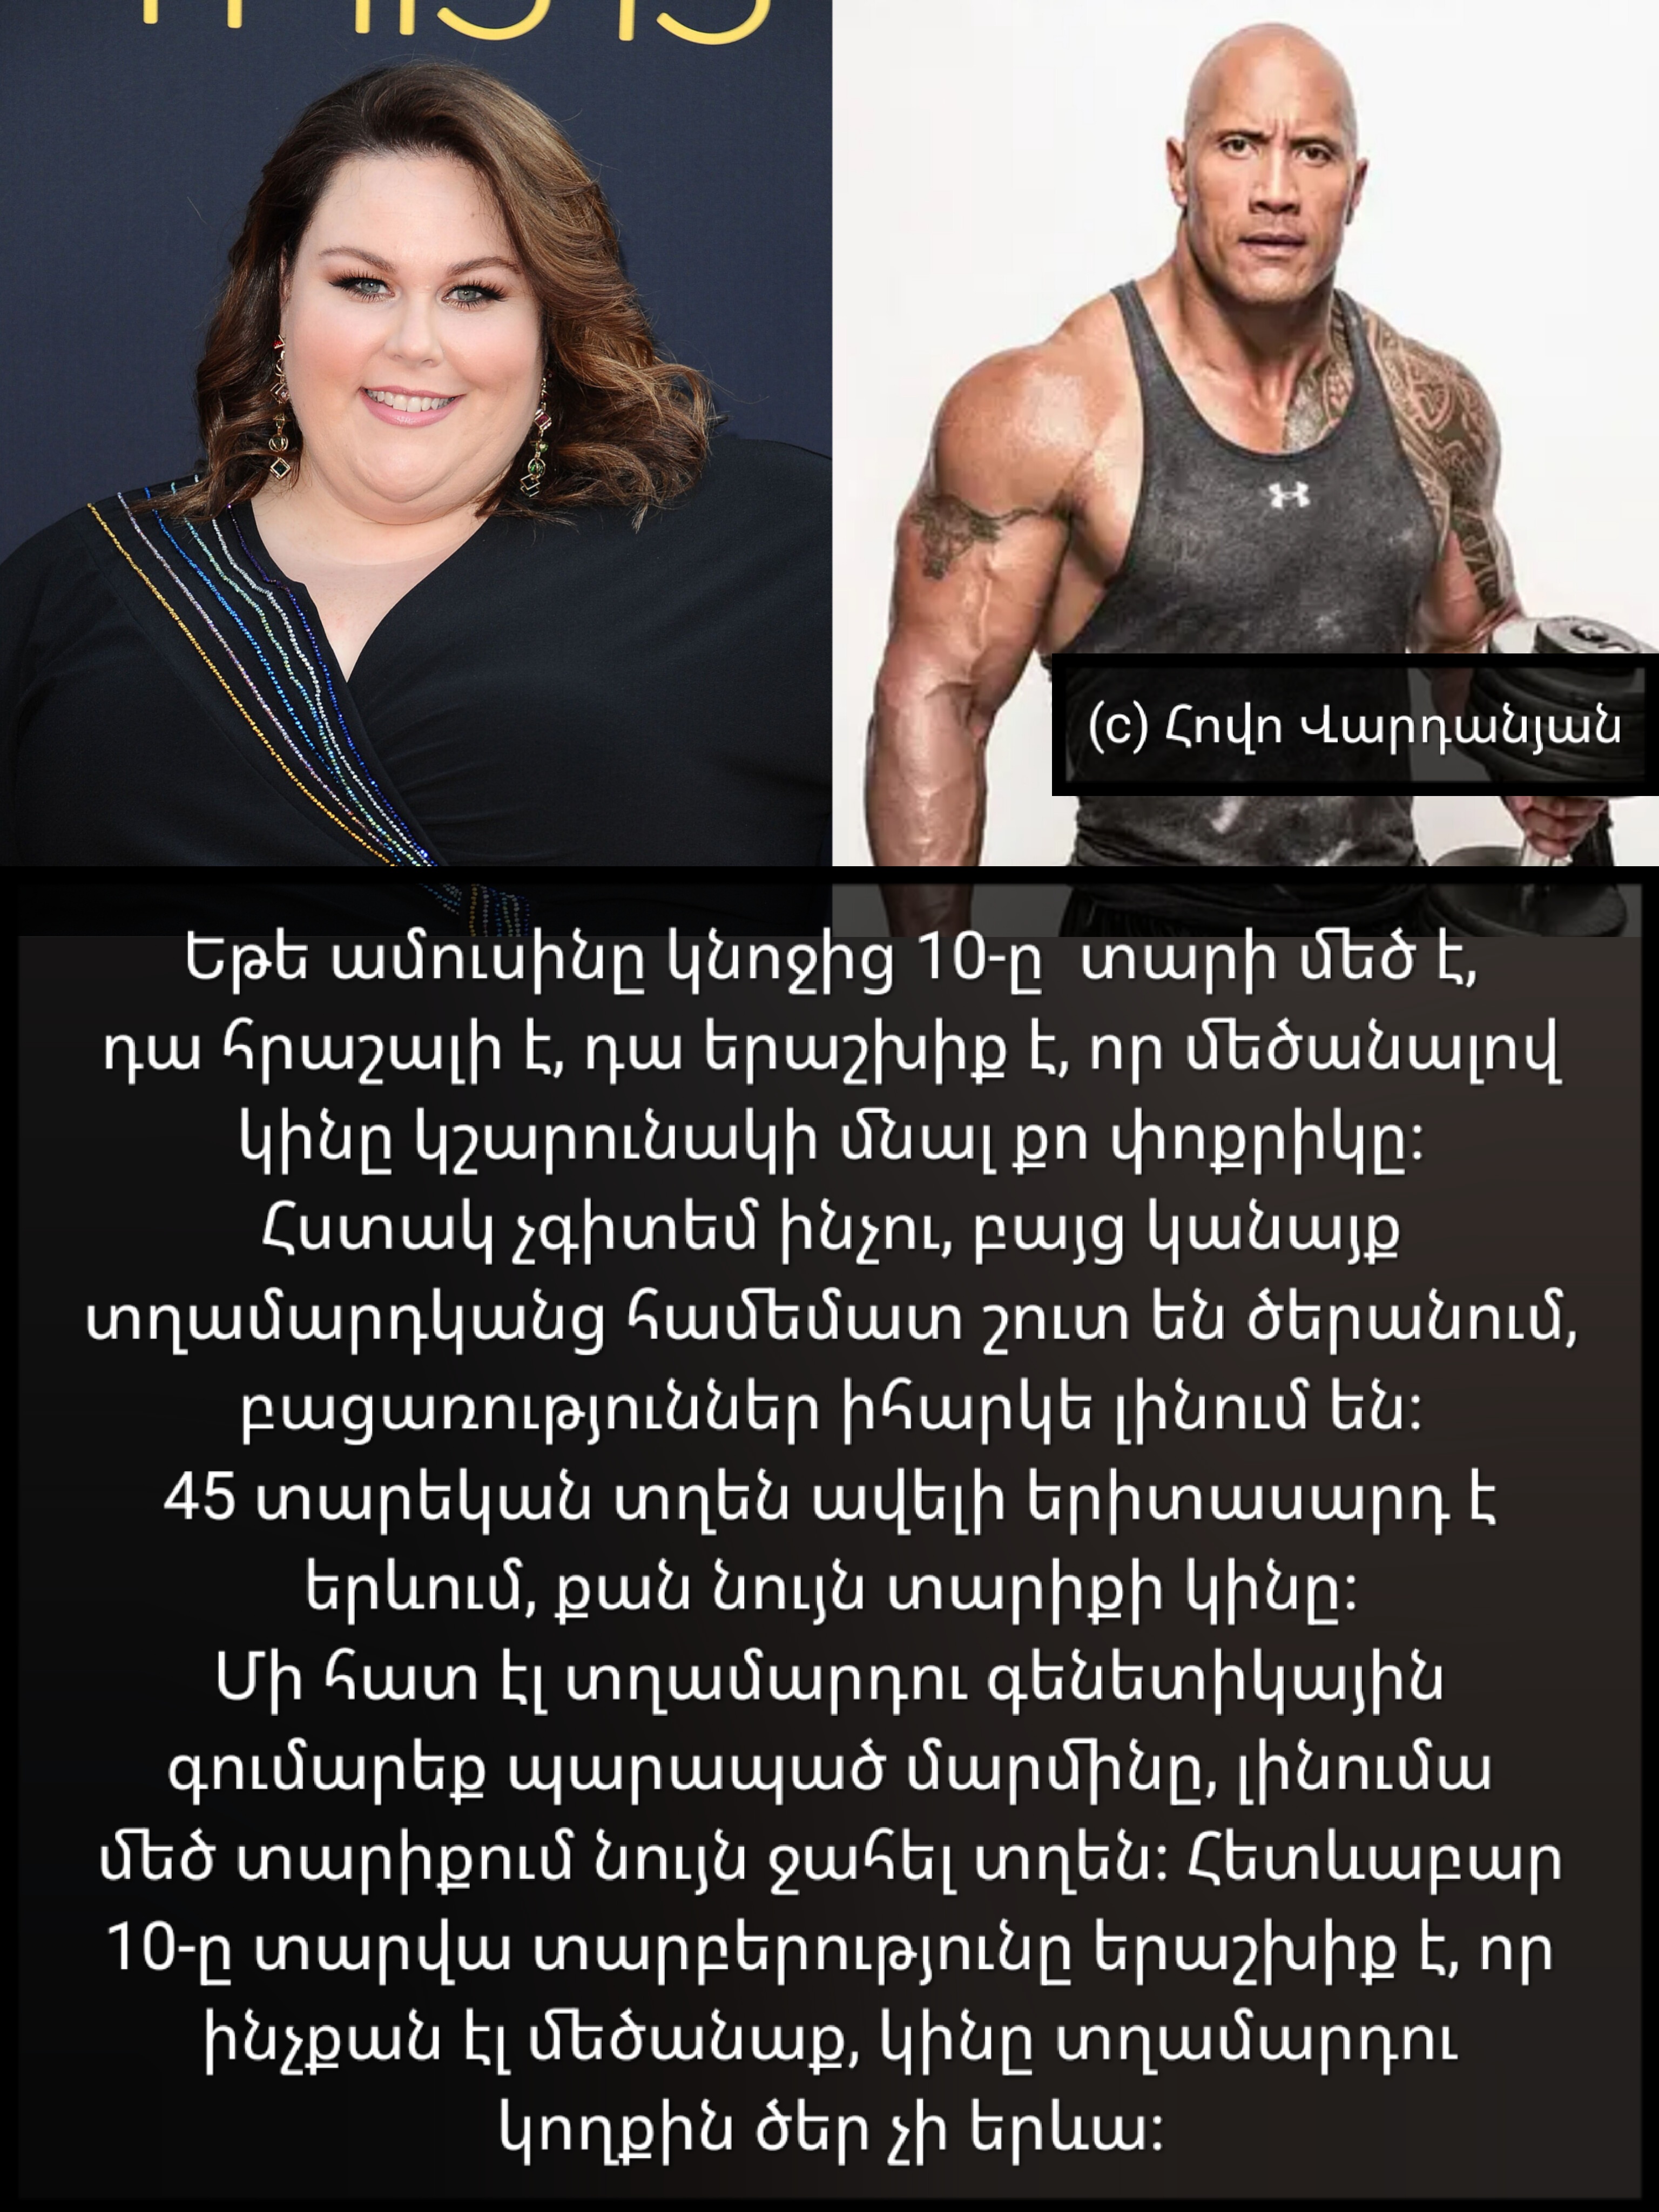 (c) Հովո Վարդանյան
Եթե ամուսինը կնոջից 10-ը տարի մեծ է,
դա հրաշալի է, դա երաշխիք է, որ մեծանալով
կինը կշարունակի մնալ քո փոքրիկը:
Հստակ չգիտեմ ինչու, բայց կանայք
տղամարդկանց համեմատ շուտ են ծերանում,
բացառություններ իհարկե լինում են:
45 տարեկան տղեն ավելի երիտասարդ է
երևում, քան նույն տարիքի կինը:
Մի հատ էլ տղամարդու գենետիկային
գումարեք պարապած մարմինը, լինումա
մեծ տարիքում նույն ջահել տղեն: Հետևաբար
10-ը տարվա տարբերությունը երաշխիք է, որ
ինչքան էլ մեծանաք, կինը տղամարդու
կողքին ծեր չի երևա: